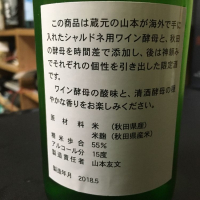 この商品は蔵元の山本が海外で手に
入れたシャルドネ用ワイン酵母と、秋田
の酵母を時間差で添加し、後は神頼み
でそれぞれの個性を引き出した限定品
です。
ワイン酵母の酸味と、清酒酵母の華
やかな香りをお楽しみください。
原材料 米 (秋田県産)
米麹 (秋田県産米)
精米歩合 55%
アルコール分 15度
製造責任者 山本友文
製造年月 2018.5